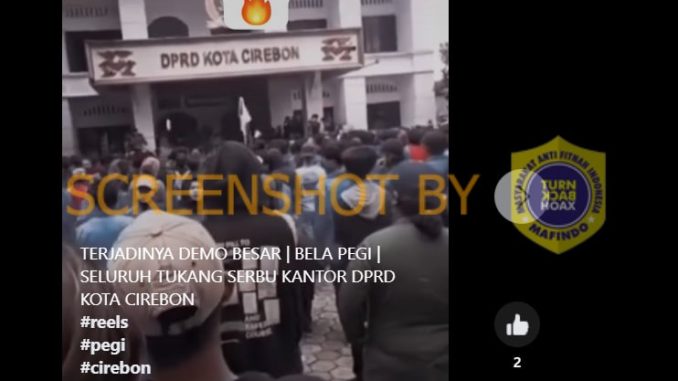 DPRD KOTA CIREBON
SCREENSHOT BY
MASYARAKAT ANTI FITNAH INDONESIA
TURN
BACK
HOAX
MAFINDO
TERJADINYA DEMO BESAR | BELA PEGI |
SELURUH TUKANG SERBU KANTOR DPRD
KOTA CIREBON
#reels
#pegi
#cirebon
2